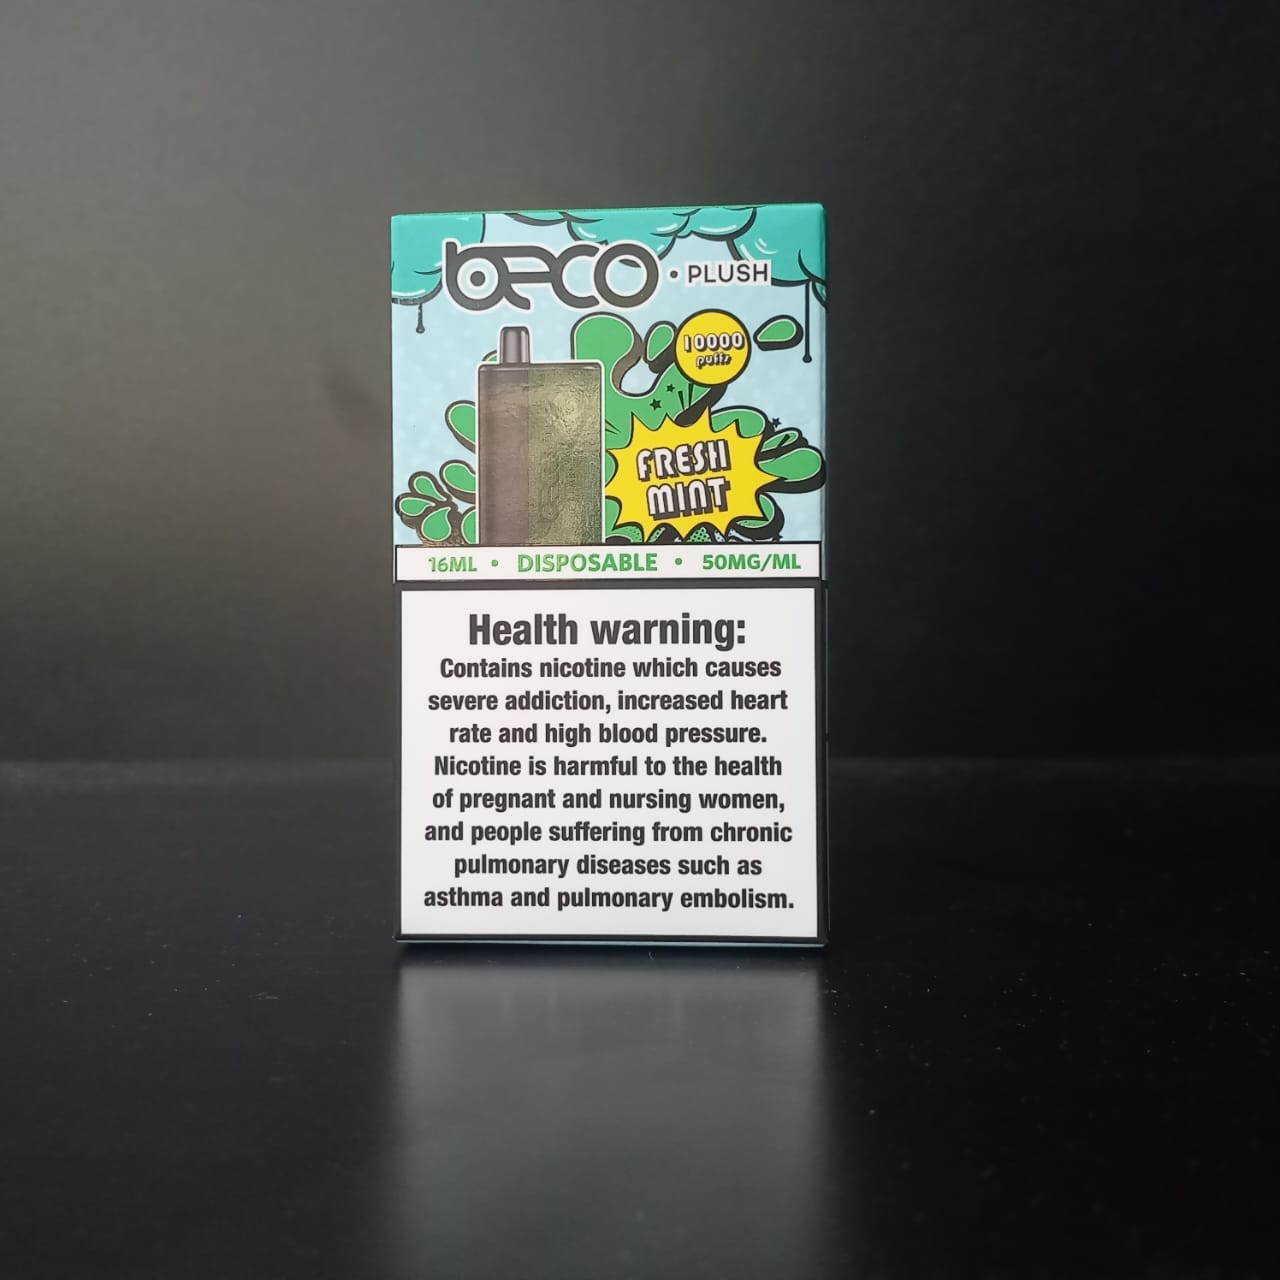 beco • PLUSH
10000
puffs
FRESH
MINT
16ML • DISPOSABLE • 50MG/ML
Health warning:
Contains nicotine which causes
severe addiction, increased heart
rate and high blood pressure.
Nicotine is harmful to the health
of pregnant and nursing women,
and people suffering from chronic
pulmonary diseases such as
asthma and pulmonary embolism.